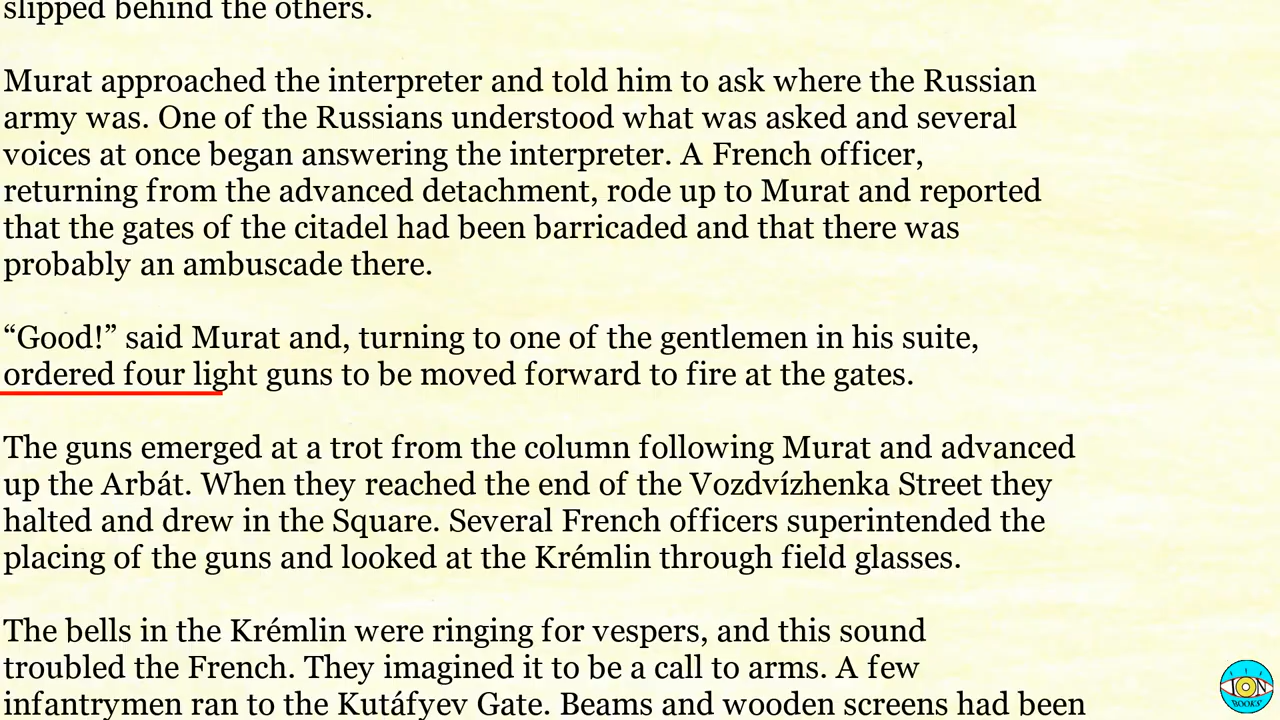 slipped behind the others.
Murat approached the interpreter and told him to ask where the Russian
army was. One of the Russians understood what was asked and several
voices at once began answering the interpreter. A French officer,
returning from the advanced detachment, rode up to Murat and reported
that the gates of the citadel had been barricaded and that there was
probably an ambuscade there.
“Good!” said Murat and, turning to one of the gentlemen in his suite,
ordered four light guns to be moved forward to fire at the gates.
The guns emerged at a trot from the column following Murat and advanced
up the Arbát. When they reached the end of the Vozdvízhenka Street they
halted and drew in the Square. Several French officers superintended the
placing of the guns and looked at the Krémlin through field glasses.
The bells in the Krémlin were ringing for vespers, and this sound
troubled the French. They imagined it to be a call to arms. A few
infantrymen ran to the Kutáfyev Gate. Beams and wooden screens had been
ION
BOOKS